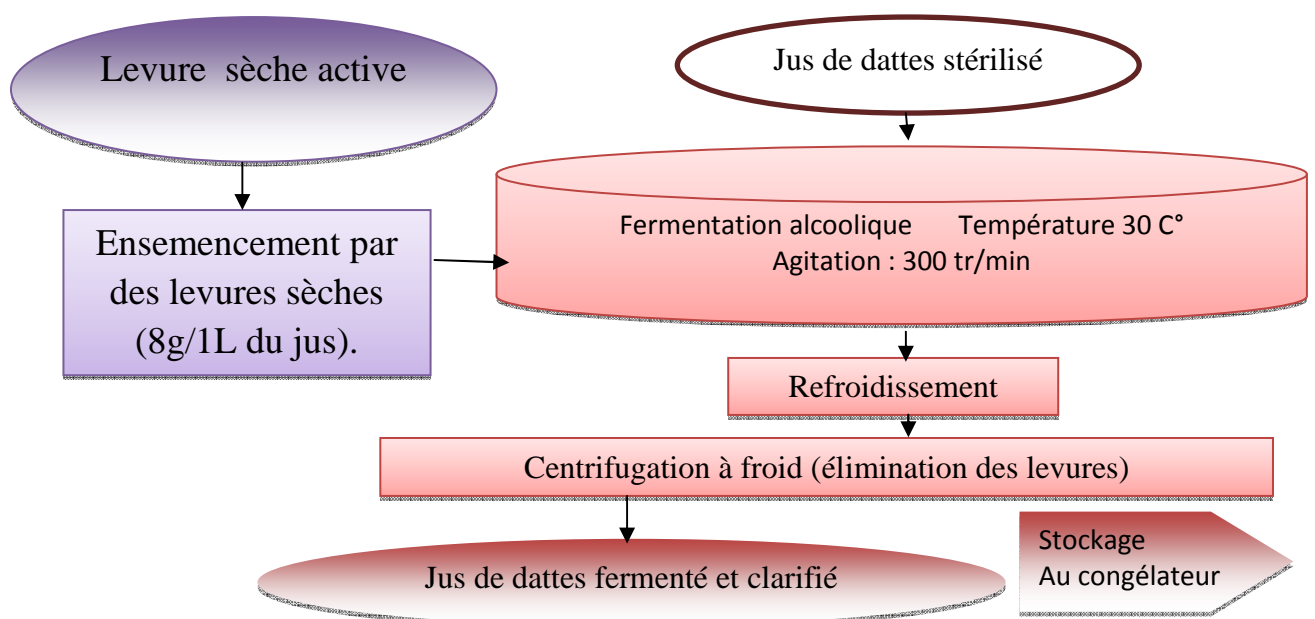 Levure sèche active
Jus de dattes stérilisé
Ensemencement par
des levures sèches
(8g/1L du jus).
Fermentation alcoolique Température 30 C°
Agitation : 300 tr/min
Refroidissement
Centrifugation à froid (élimination des levures)
Jus de dattes fermenté et clarifié
Stockage
Au congélateur